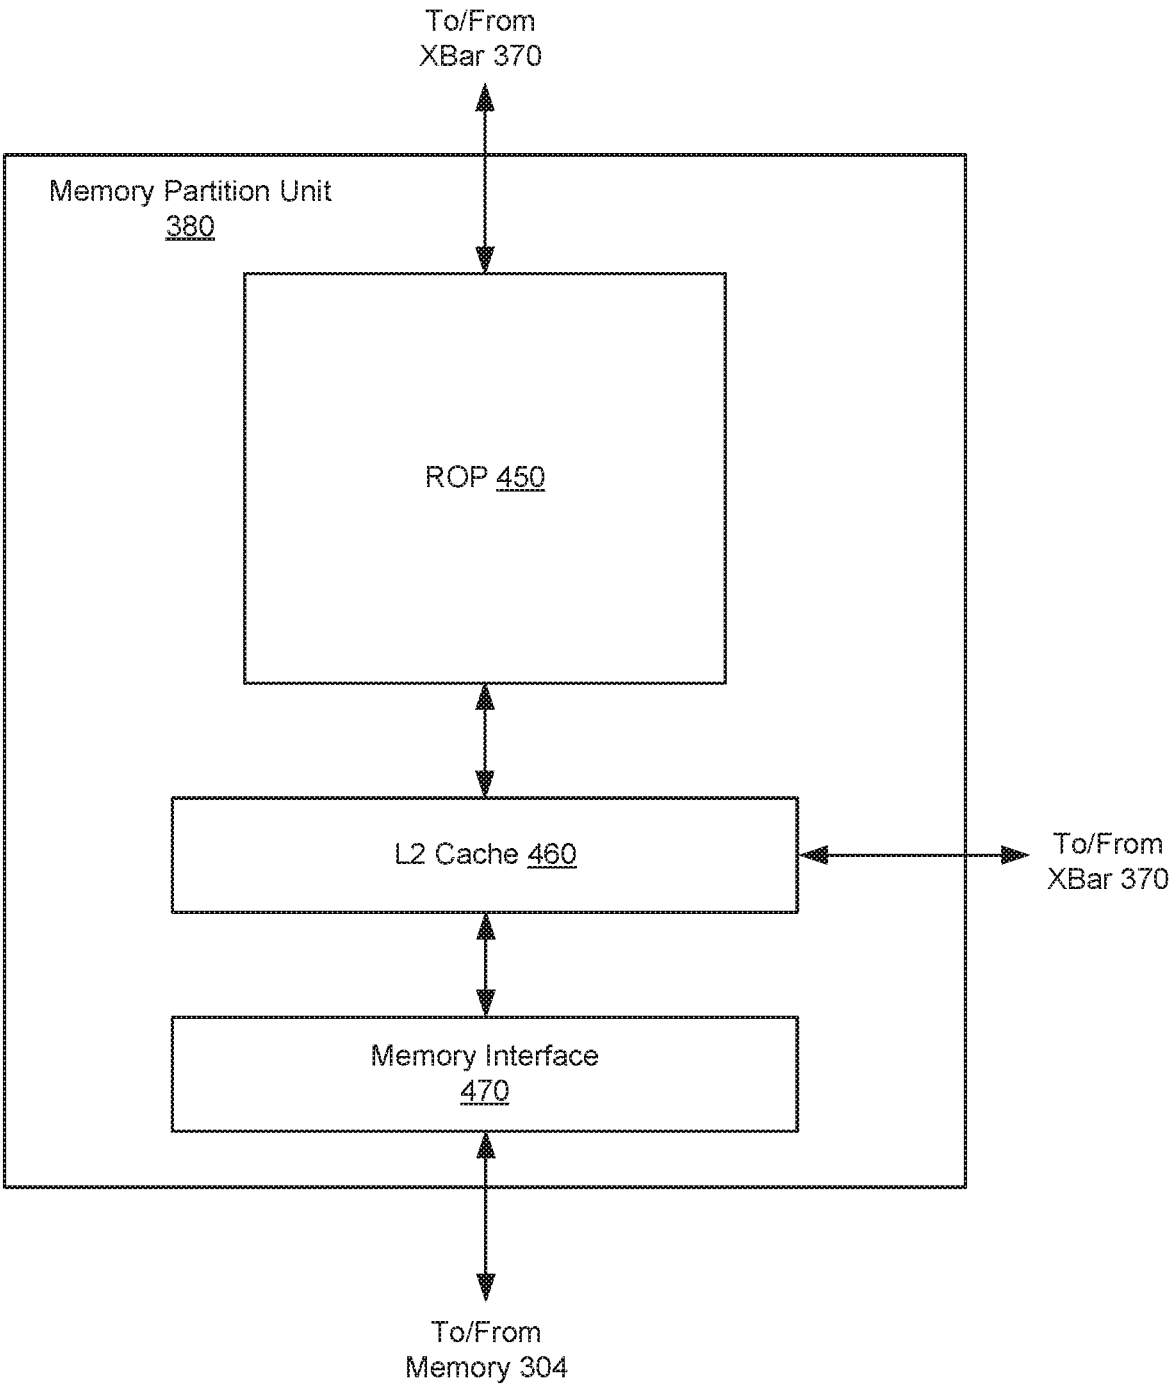 To/From
XBar 370
Memory Partition Unit
380
ROP 450
L2 Cache 460
To/From
XBar 370
Memory Interface
470
To/From
Memory 304